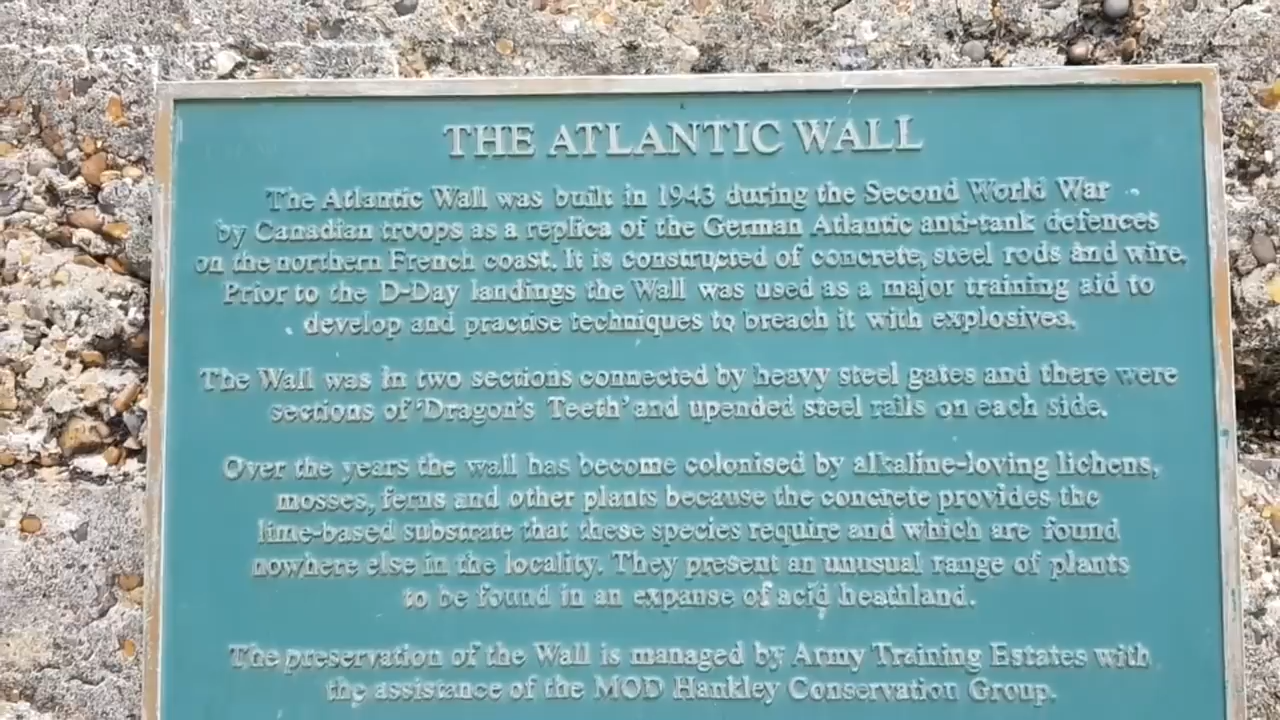 THE ATLANTIC WALL
The Atlantic Wall was built in 1943 during the Second World War
by Canadian troops as a replica of the German Atlantic anti-tank defences
on the northern French coast. It is constructed of concrete, steel rods and wire.
Prior to the D-Day landings the Wall was used as a major training aid to
develop and practise techniques to breach it with explosives.
The Wall was in two sections connected by heavy steel gates and there were
sections of 'Dragon's Teeth' and upended steel rails on each side.
Over the years the wall has become colonised by alkaline-loving lichens,
mosses, ferns and other plants because the concrete provides the
lime-based substrate that these species require and which are found
nowhere else in the locality. They present an unusual range of plants
to be found in an expanse of acid heathland.
The preservation of the Wall is managed by Army Training Estates with
the assistance of the MOD Hankley Conservation Group.